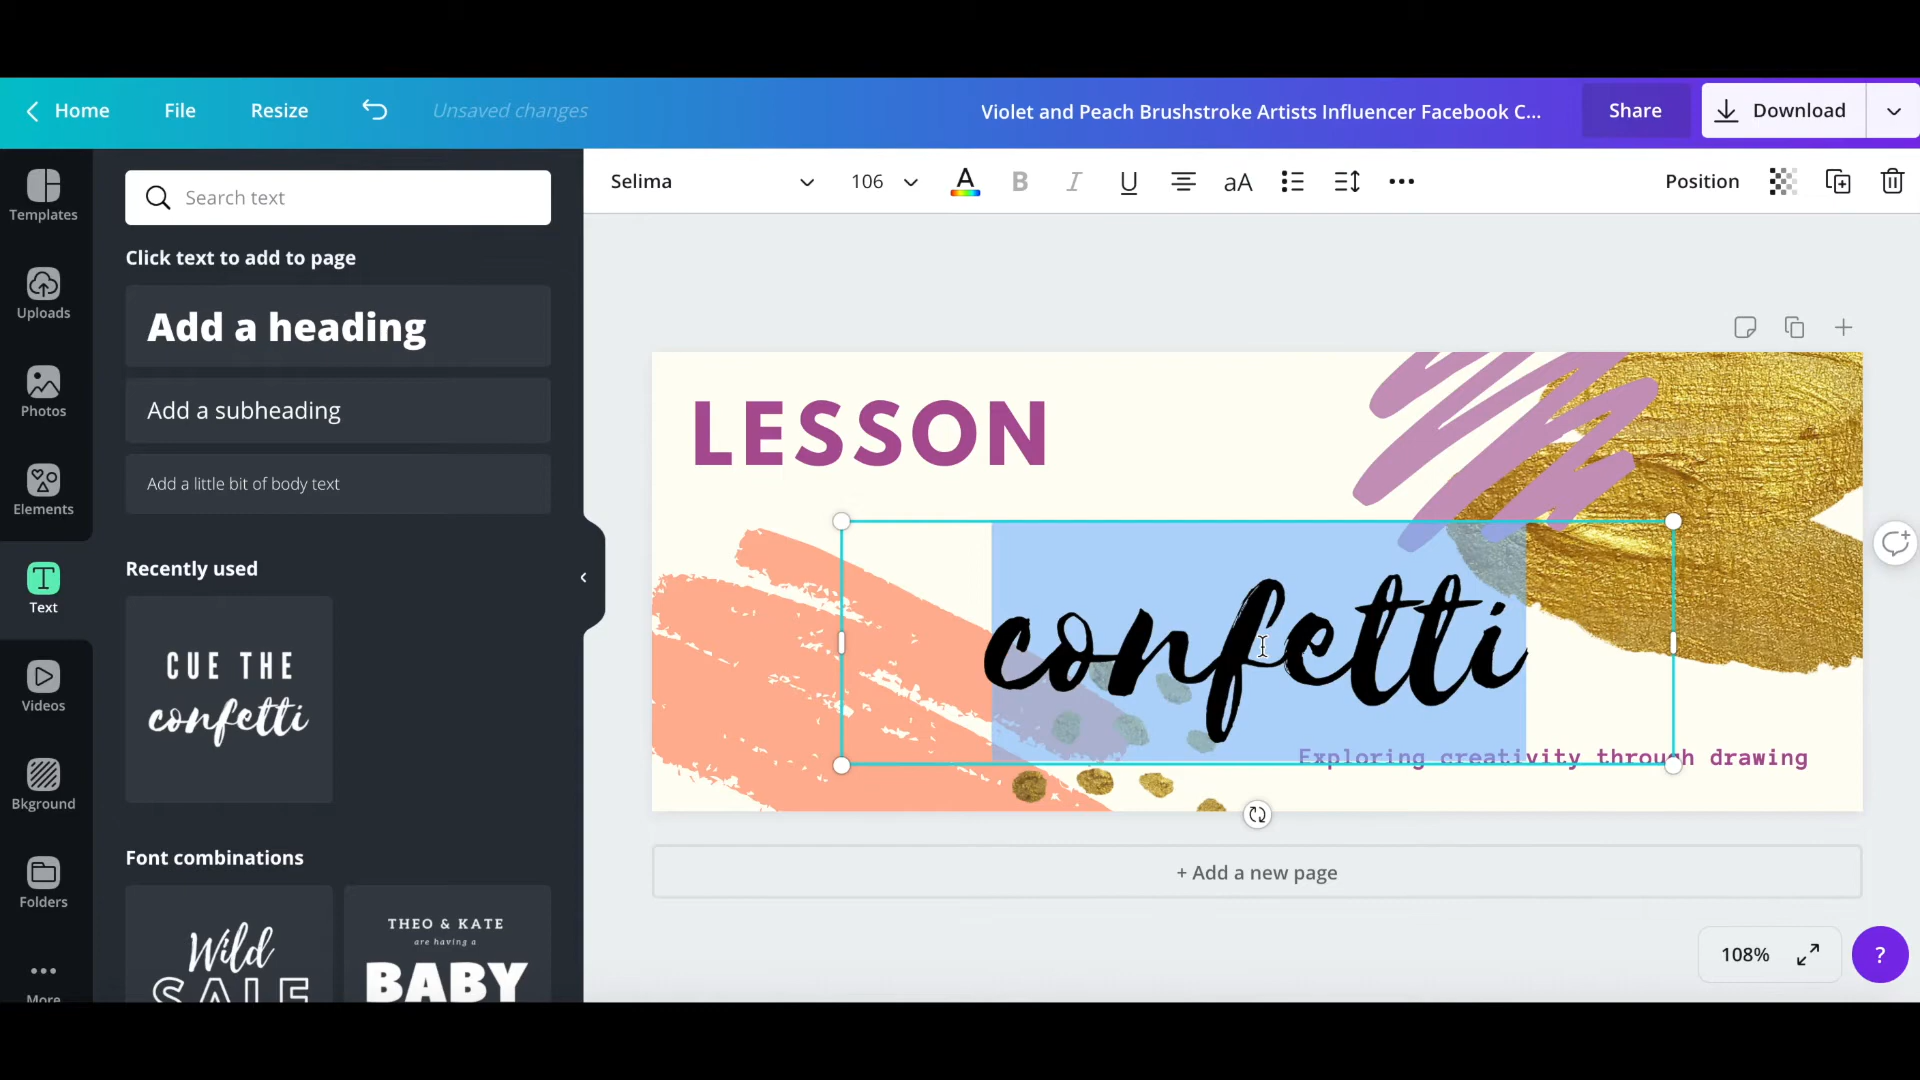 Home File Resize Unsaved changes Violet and Peach Brushstroke Artists Influencer Facebook C... Share Download
Selima 106 A B I U aA Position
Templates
Uploads
Photos
Elements
Text
Videos
Bkground
Folders
More
Search text
Click text to add to page
Add a heading
Add a subheading
Add a little bit of body text
Recently used
CUE THE
confetti
Font combinations
Wild
SALE
THEO & KATE
are having a
BABY
LESSON
confetti
Exploring creativity through drawing
+ Add a new page
108% ?